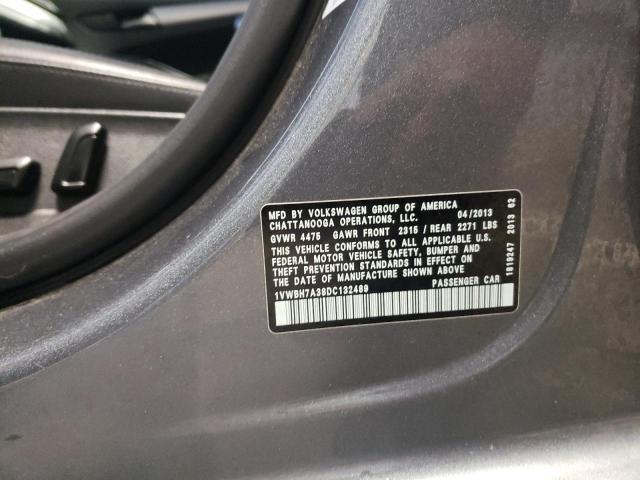 MFD BY VOLKSWAGEN GROUP OF AMERICA 04/2013
CHATTANOOGA OPERATIONS, LLC.
GVWR 4475 GAWR FRONT 2315 / REAR 2271 LBS
THIS VEHICLE CONFORMS TO ALL APPLICABLE U.S.
FEDERAL MOTOR VEHICLE SAFETY, BUMPER AND
THEFT PREVENTION STANDARDS IN EFFECT ON
THE DATE OF MANUFACTURE SHOWN ABOVE.
1VWBH7A38DC132489 PASSENGER CAR
1819247 2013 02